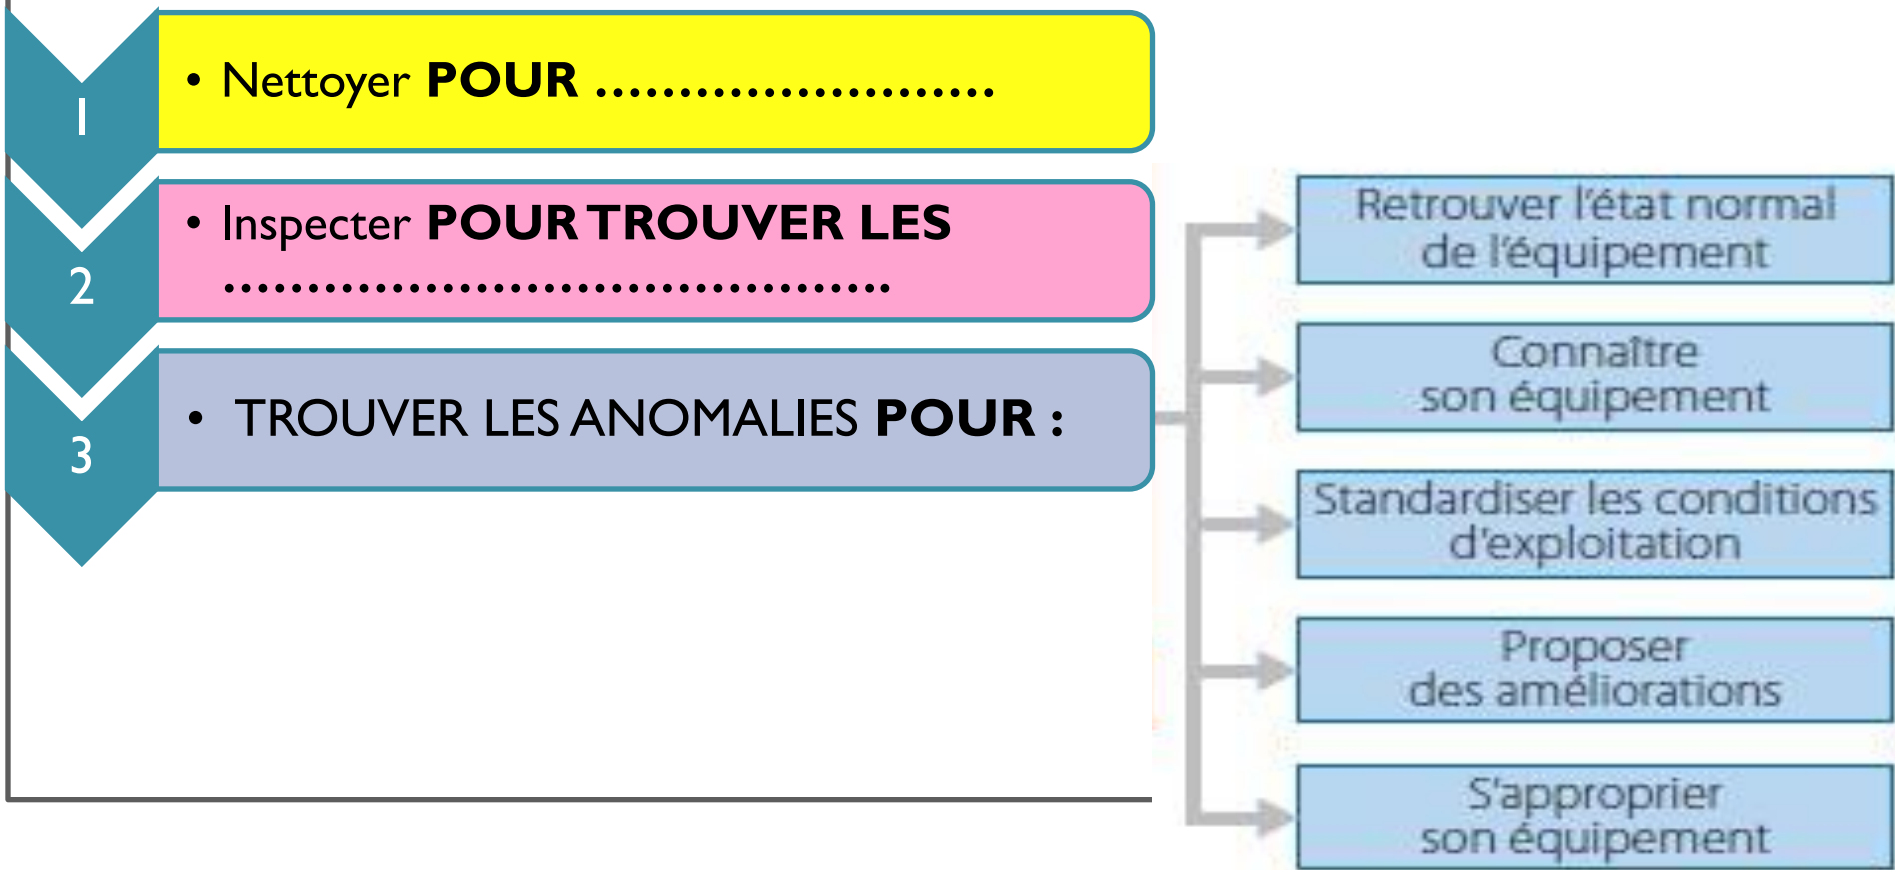 1
• Nettoyer POUR ........................
2
• Inspecter POUR TROUVER LES
........................................
3
• TROUVER LES ANOMALIES POUR :
Retrouver l'état normal
de l'équipement
Connaître
son équipement
Standardiser les conditions
d'exploitation
Proposer
des améliorations
S'approprier
son équipement